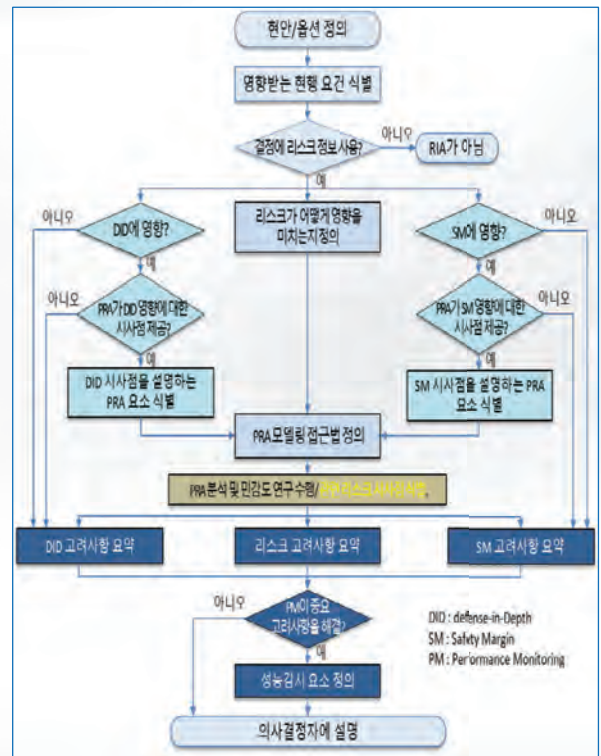 현안/옵션 정의
영향받는 현행 요건 식별
결정에 리스크 정보 사용?
아니오
RIA가 아님
예
아니오
DID에 영향?
리스크가 어떻게 영향을
미치는지 정의
SM에 영향?
아니오
예
예
아니오
PRA가 DID 영향에 대한
시사점 제공?
PRA가 SM 영향에 대한
시사점 제공?
아니오
예
예
DID 시사점을 설명하는
PRA 요소 식별
SM 시사점을 설명하는 PRA
요소 식별
PRA 모델링 접근법 정의
PRA 분석 및 민감도 연구 수행/
DID 고려사항 요약
리스크 고려사항 요약
SM 고려사항 요약
아니오
PM이 중요
고려사항을 해결?
예
DID : defense-in-Depth
SM : Safety Margin
PM : Performance Monitoring
성능감시 요소 정의
의사결정자에 설명